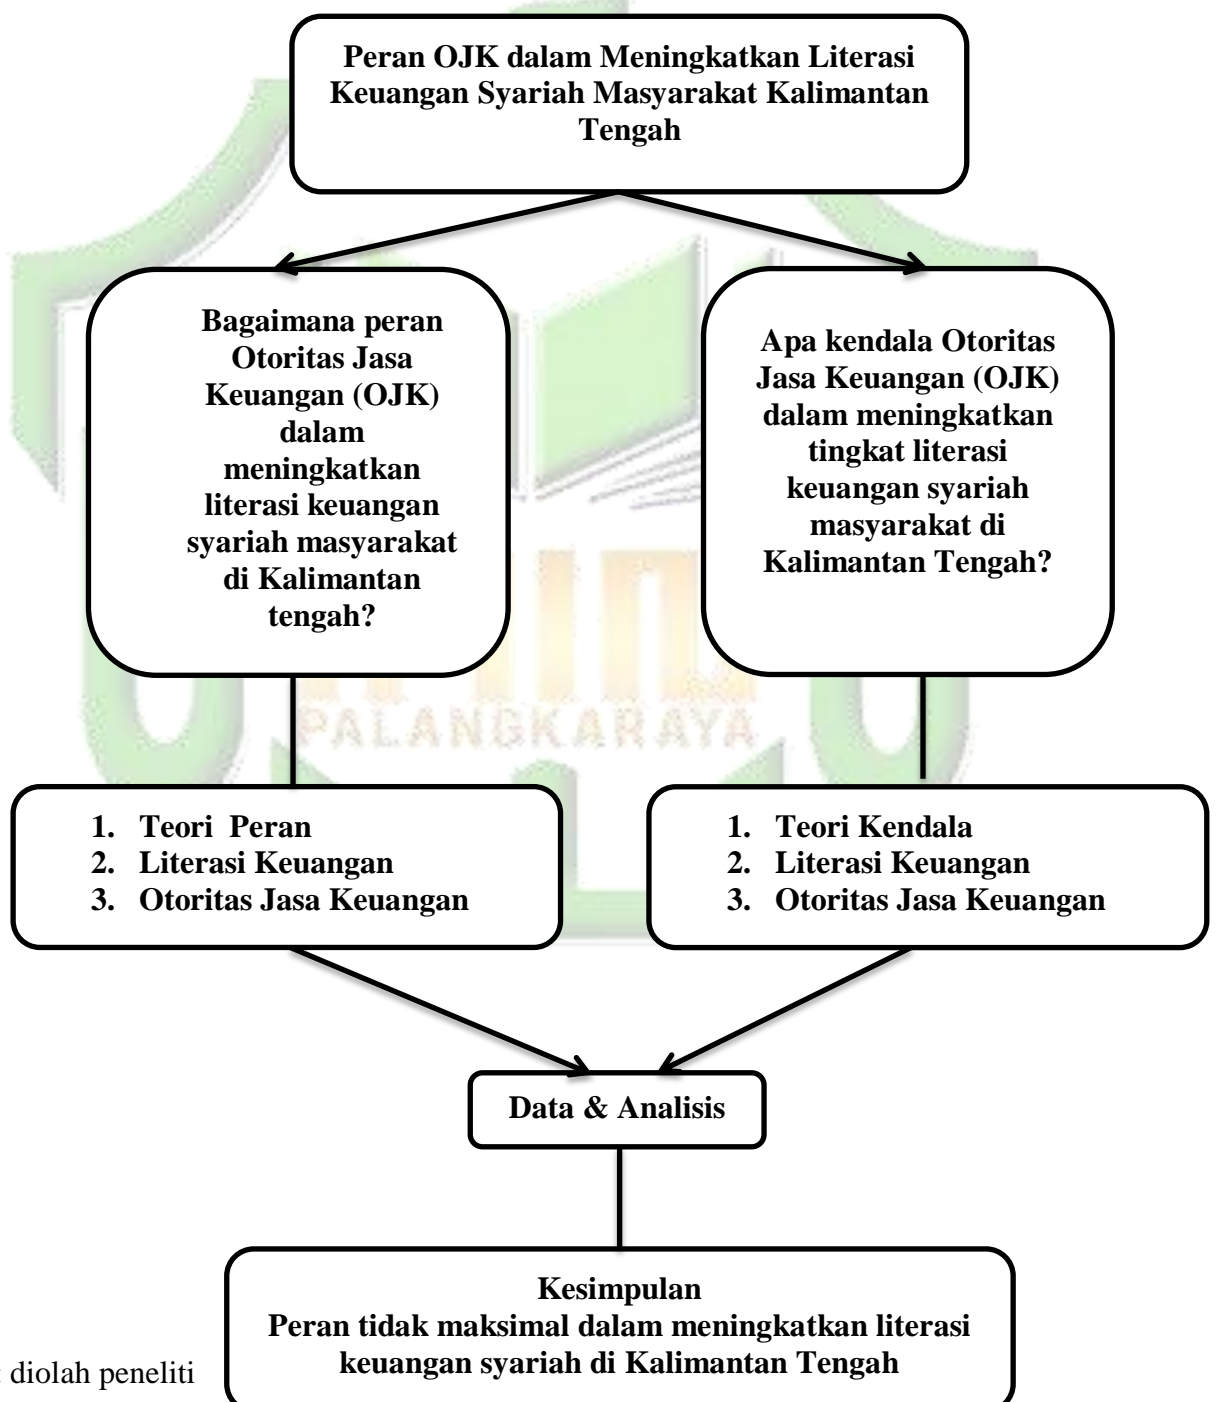 Peran OJK dalam Meningkatkan Literasi
Keuangan Syariah Masyarakat Kalimantan
Tengah
Bagaimana peran
Otoritas Jasa
Keuangan (OJK)
dalam
meningkatkan
literasi keuangan
syariah masyarakat
di Kalimantan
tengah?
Apa kendala Otoritas
Jasa Keuangan (OJK)
dalam meningkatkan
tingkat literasi
keuangan syariah
masyarakat di
Kalimantan Tengah?
PALANGKARAYA
1. Teori Peran
2. Literasi Keuangan
3. Otoritas Jasa Keuangan
1. Teori Kendala
2. Literasi Keuangan
3. Otoritas Jasa Keuangan
Data & Analisis
Kesimpulan
Peran tidak maksimal dalam meningkatkan literasi
keuangan syariah di Kalimantan Tengah
diolah peneliti